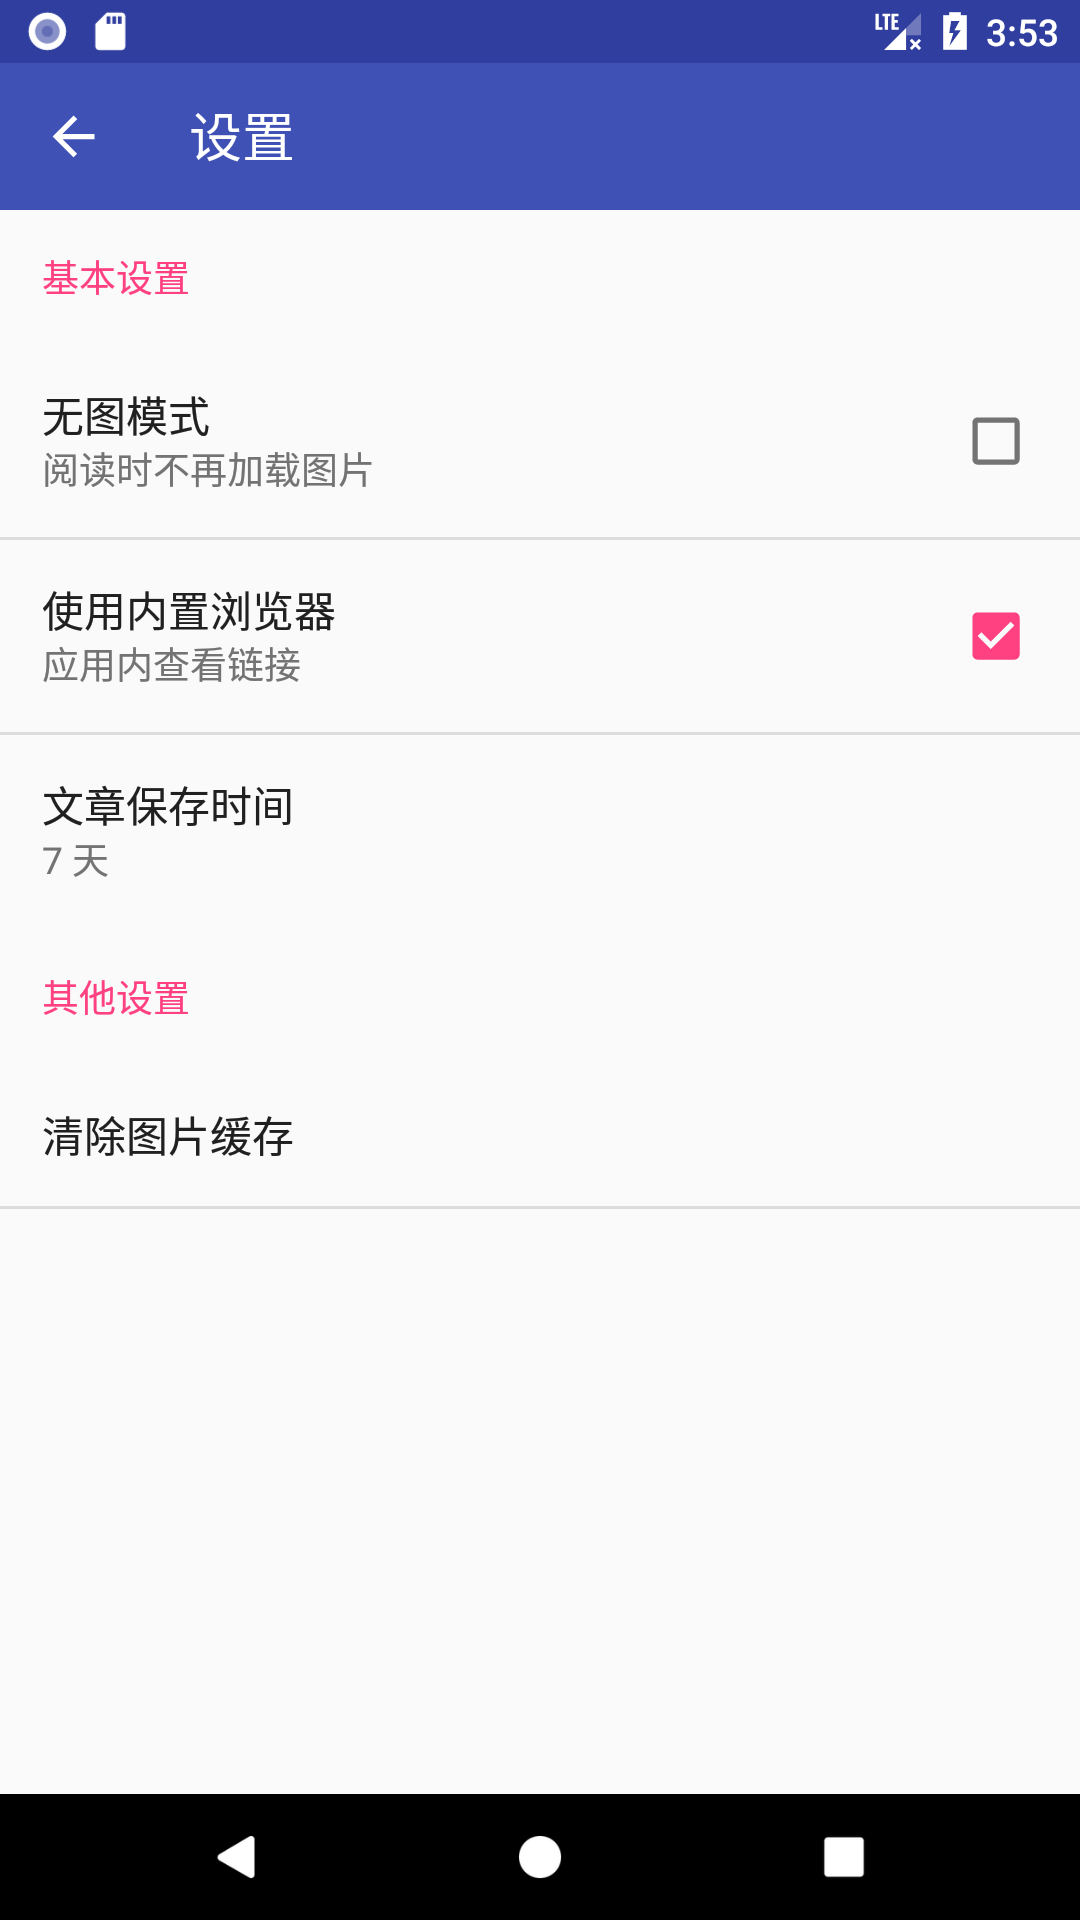 LTE 3:53
设置
基本设置
无图模式
阅读时不再加载图片
使用内置浏览器
应用内查看链接
文章保存时间
7 天
其他设置
清除图片缓存